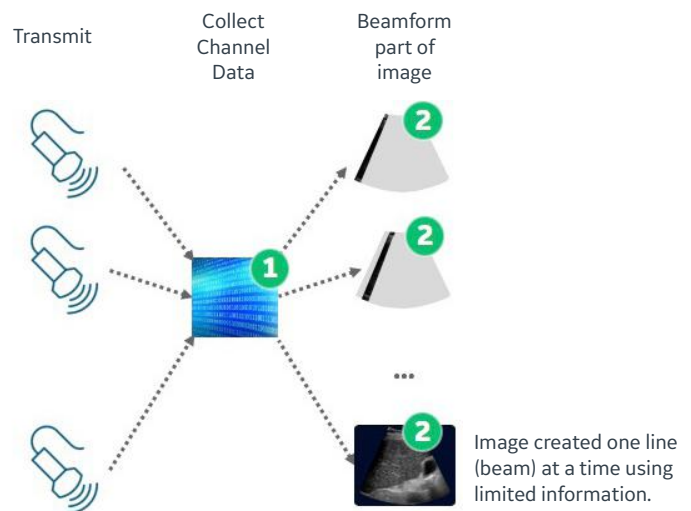 Transmit
Collect
Channel
Data
Beamform
part of
image
2
2
1
...
2
Image created one line
(beam) at a time using
limited information.